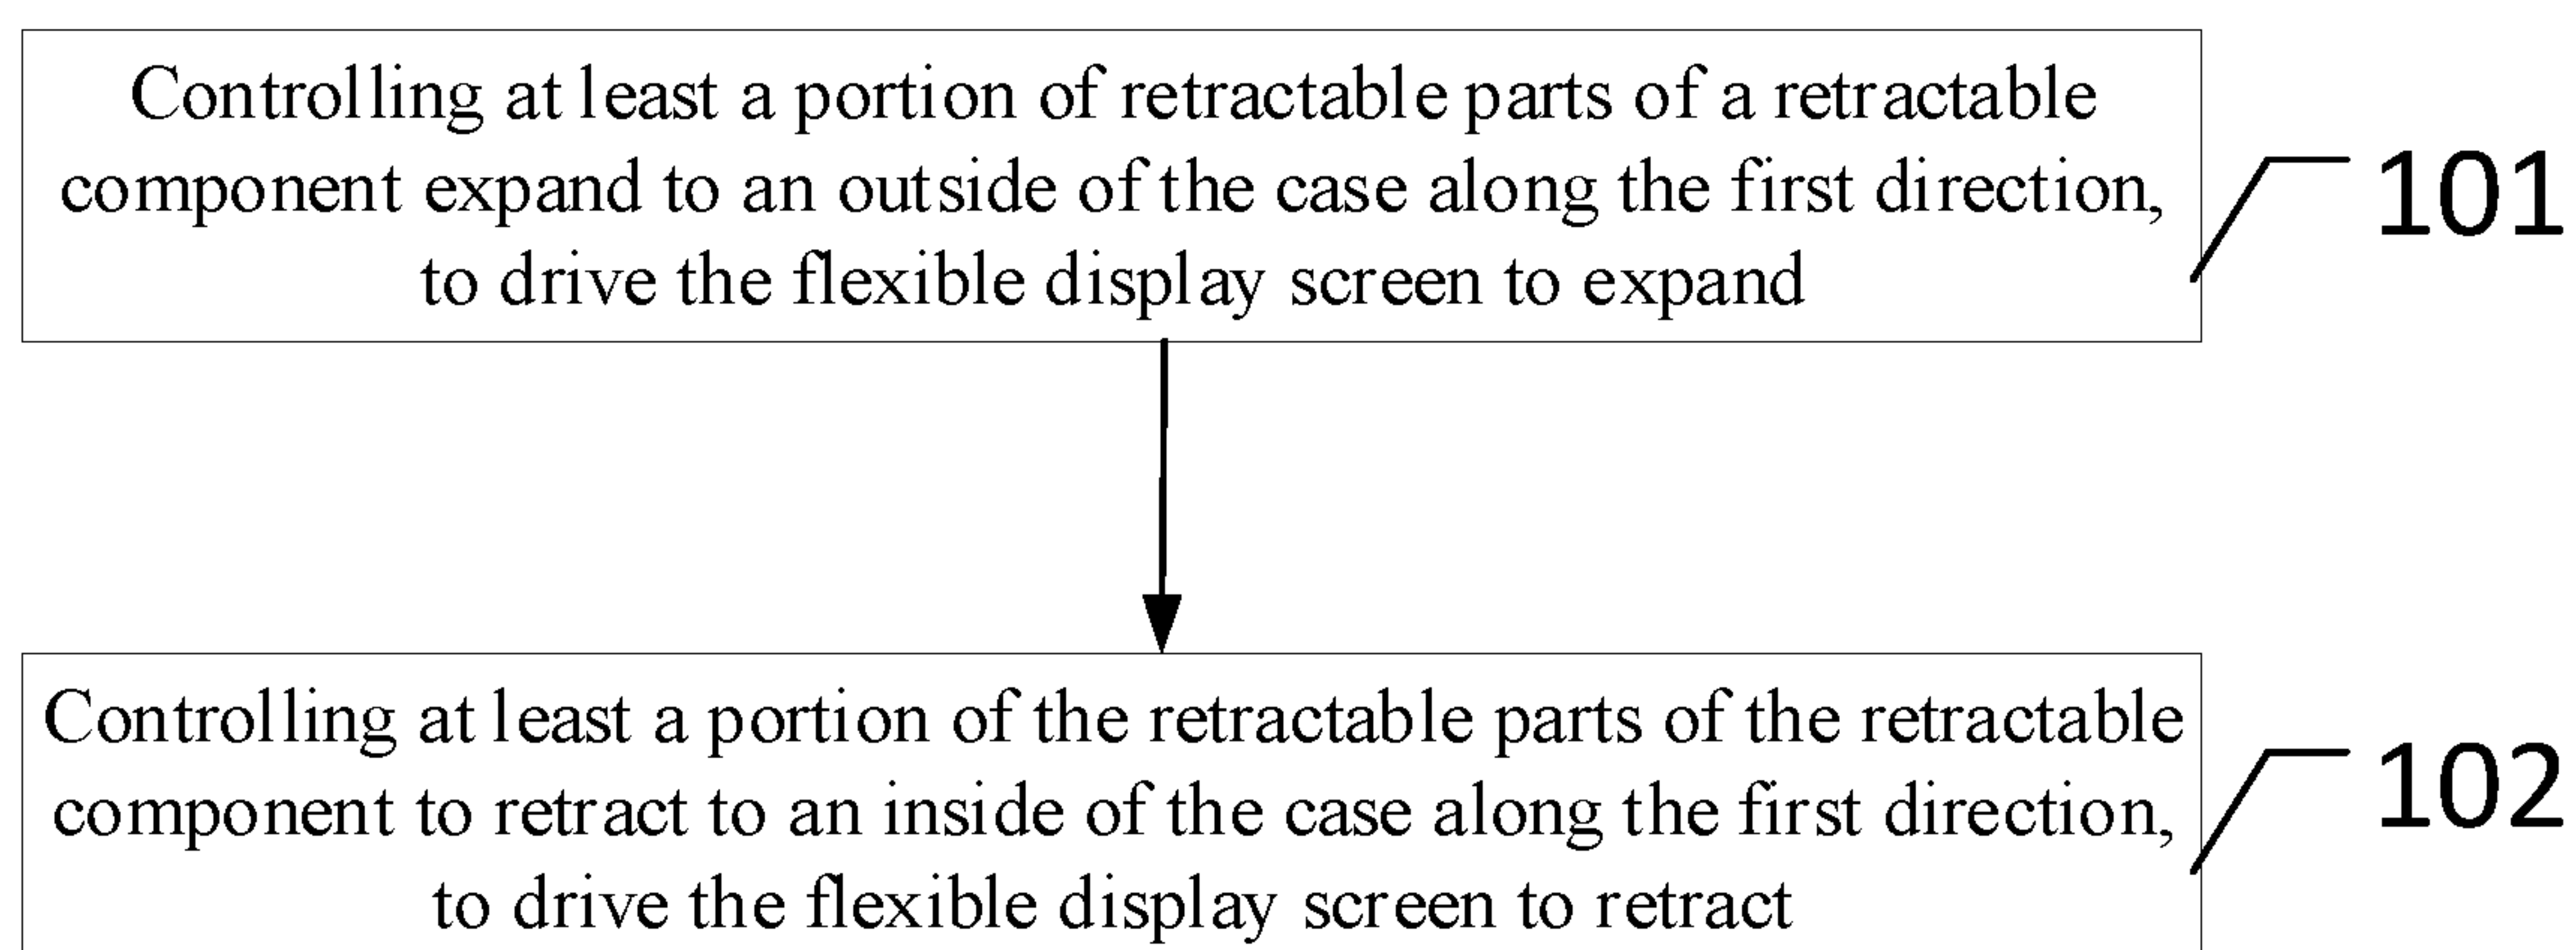 Controlling at least a portion of retractable parts of a retractable
component expand to an outside of the case along the first direction,
to drive the flexible display screen to expand
101
Controlling at least a portion of the retractable parts of the retractable
component to retract to an inside of the case along the first direction,
to drive the flexible display screen to retract
102